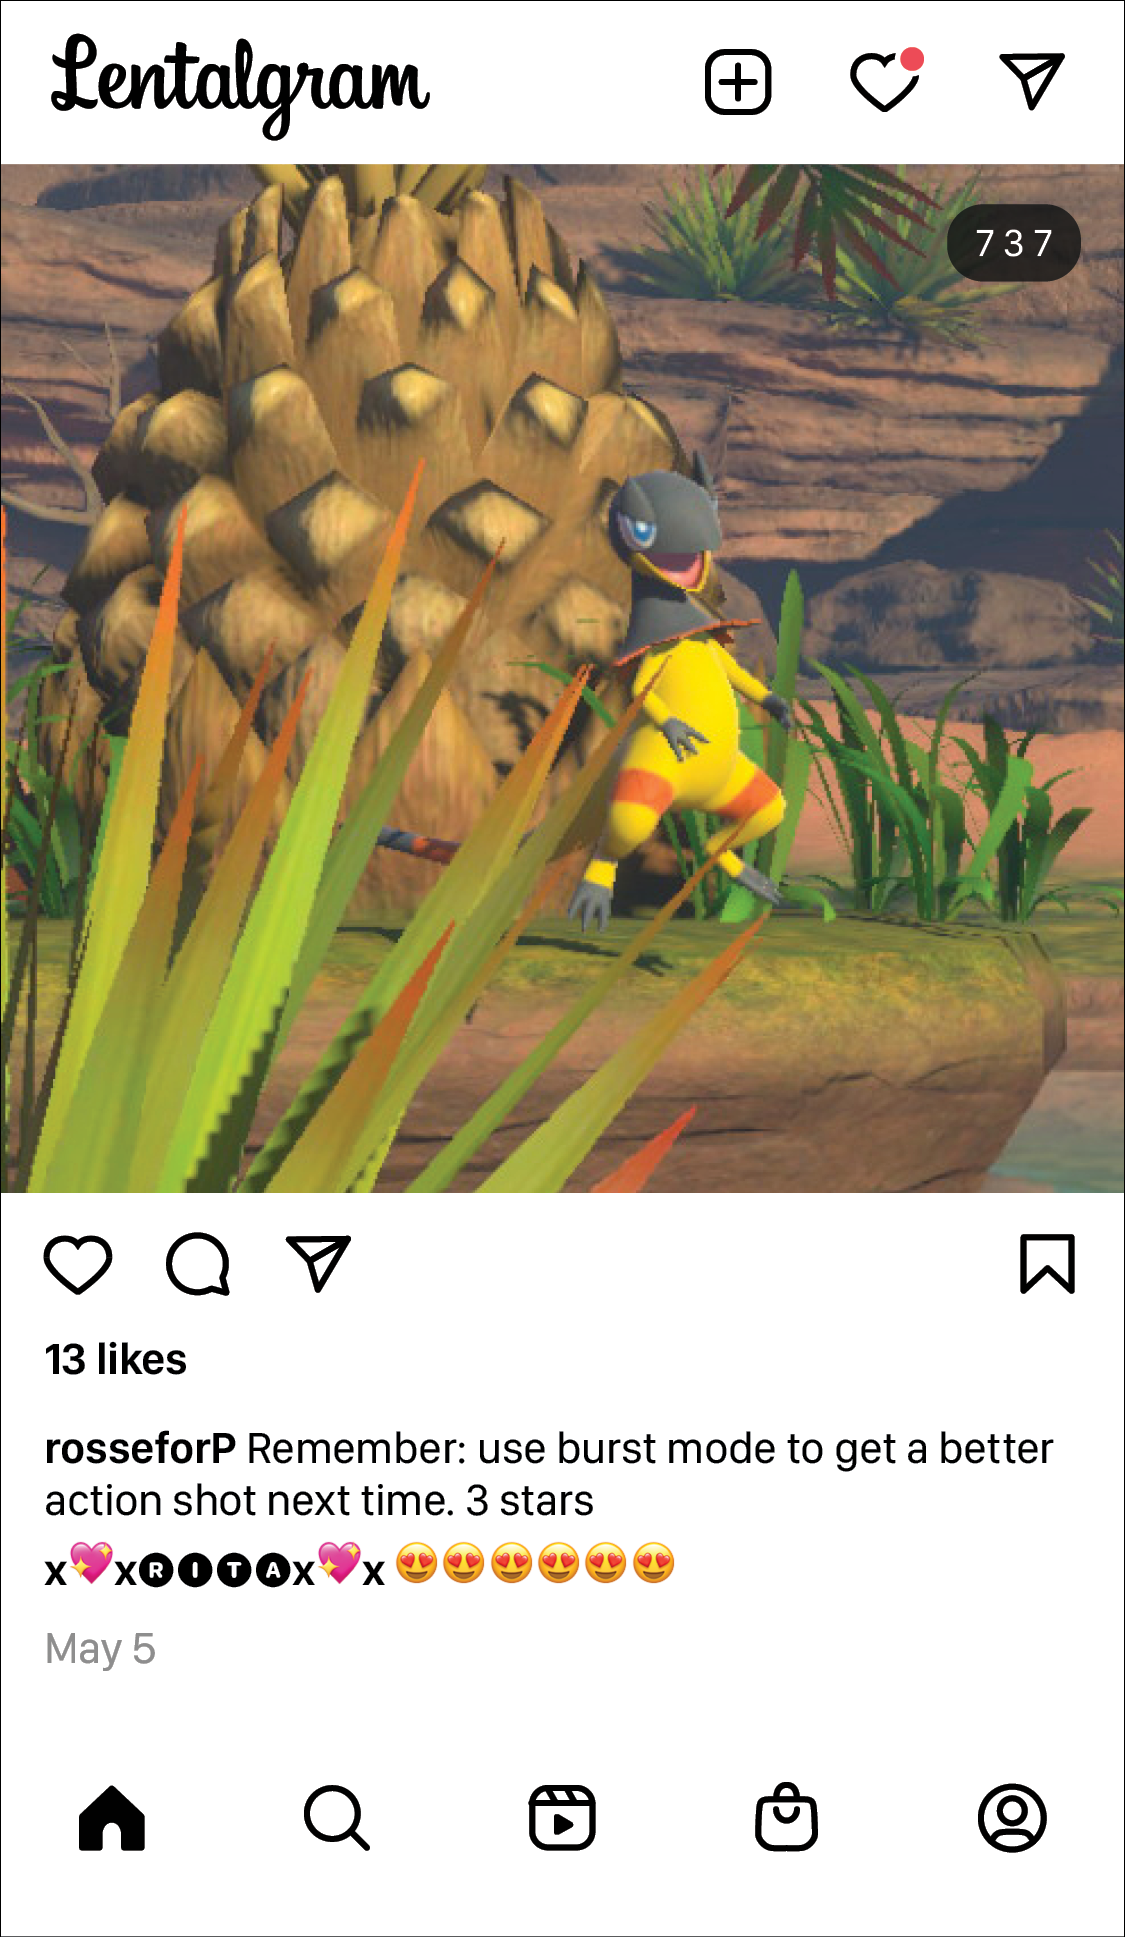 Lentalgram
737
13 likes
rosseforP Remember: use burst mode to get a better
action shot next time. 3 stars
x💖x🅡🅘🅣🅐x💖x 😍😍😍😍😍😍
May 5